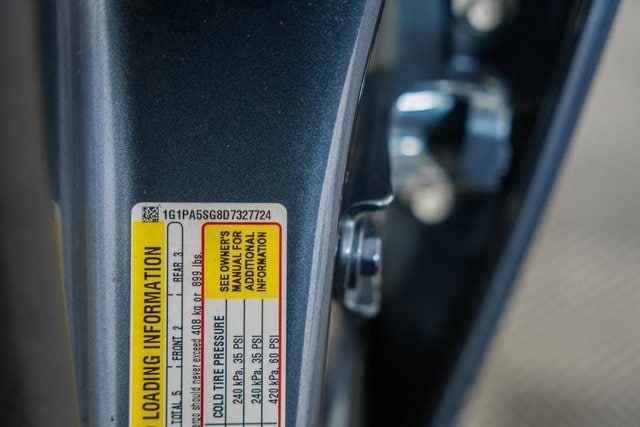 1G1PA5SG8D7327724
LOADING INFORMATION
TOTAL 5 FRONT 2 REAR 3
should never exceed 408 kg or 899 lbs.
SEE OWNER'S
MANUAL FOR
ADDITIONAL
INFORMATION
COLD TIRE PRESSURE
240 kPa, 35 PSI
240 kPa, 35 PSI
420 kPa, 60 PSI